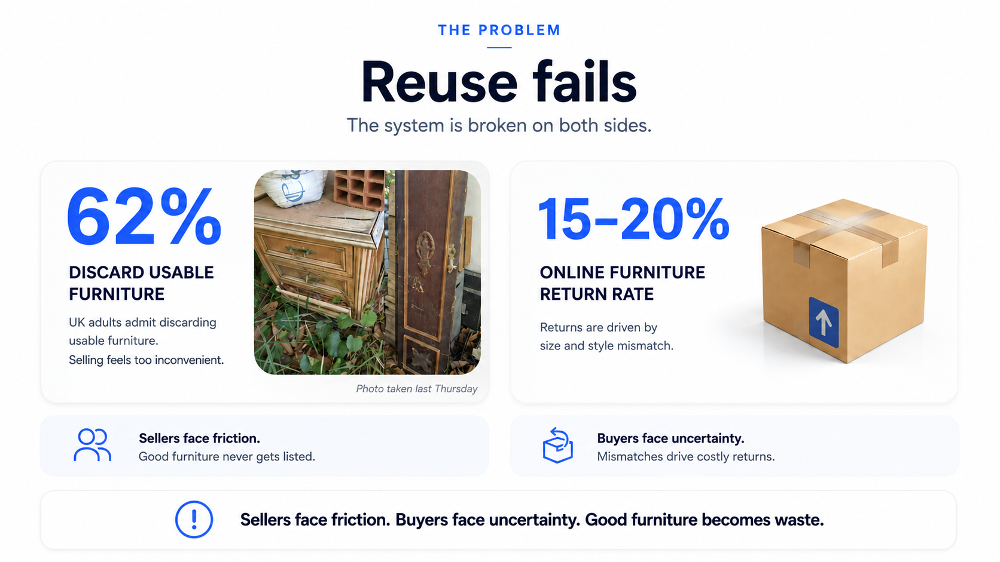 THE PROBLEM
Reuse fails
The system is broken on both sides.
62%
DISCARD USABLE
FURNITURE
UK adults admit discarding
usable furniture.
Selling feels too inconvenient.
Photo taken last Thursday
15–20%
ONLINE FURNITURE
RETURN RATE
Returns are driven by
size and style mismatch.
Sellers face friction.
Good furniture never gets listed.
Buyers face uncertainty.
Mismatches drive costly returns.
Sellers face friction. Buyers face uncertainty. Good furniture becomes waste.